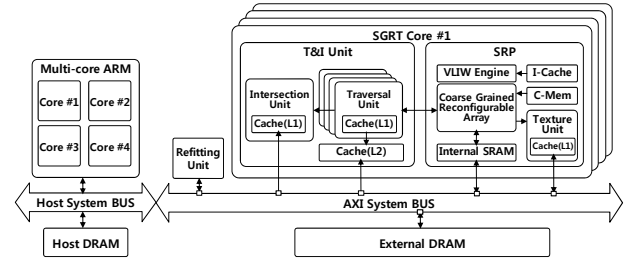 SGRT Core #1
T&I Unit
SRP
Multi-core ARM
Core #1
Core #2
Core #3
Core #4
Refitting
Unit
Intersection
Unit
Cache(L1)
Traversal
Unit
Cache(L1)
Cache(L2)
VLIW Engine
I-Cache
Coarse Grained
Reconfigurable
Array
C-Mem
Texture
Unit
Cache(L1)
Internal SRAM
Host System BUS
AXI System BUS
Host DRAM
External DRAM